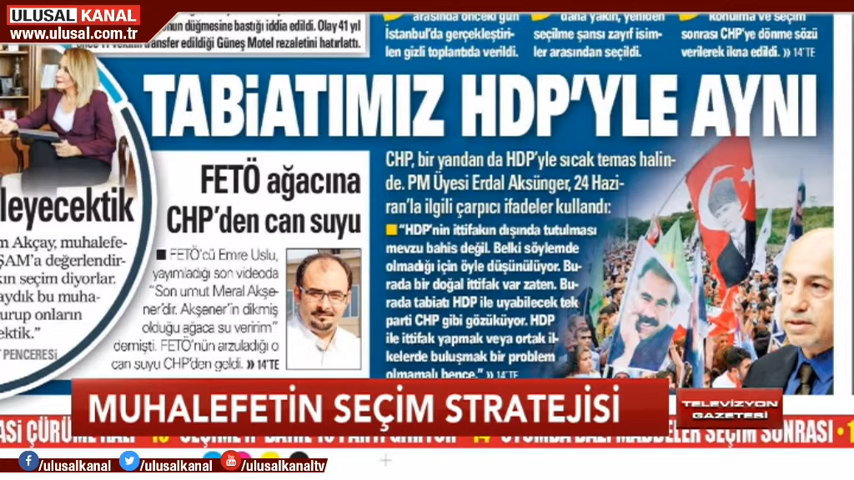 ULUSAL KANAL
www.ulusal.com.tr
nun düğmesine bastığı iddia edildi. Olay 41 yıl
transfer edildiği Güneş Motel rezaletini hatırlattı.
arasında önceki gün
İstanbul'da gerçekleştiri-
len gizli toplantıda verildi.
daha yakın, yeniden
seçilme şansı zayıf isim-
ler arasından seçildi.
konulma ve seçim
sonrası CHP'ye dönme sözü
verilerek ikna edildi. » 14'TE
TABiATIMIZ HDP'YLE AYNI
leyecektik
m Akçay, muhalefe-
ŞAM'a değerlendir-
kın seçim diyorlar.
aydık bu muha-
urup onların
ektik."
PENCERESİ
FETÖ ağacına
CHP'den can suyu
■ FETÖ'cü Emre Uslu,
yayımladığı son videoda
"Son umut Meral Akşe-
ner'dir. Akşener'in dikmiş
olduğu ağaca su veririm"
demişti. FETÖ'nün arzuladığı o
can suyu CHP'den geldi. » 14'TE
CHP, bir yandan da HDP'yle sıcak temas halin-
de. PM Üyesi Erdal Aksünger, 24 Hazi-
ran'la ilgili çarpıcı ifadeler kullandı:
■ "HDP'nin ittifakın dışında tutulması
mevzu bahis değil. Belki söylemde
olmadığı için öyle düşünülüyor. Bu-
rada bir doğal ittifak var zaten. Bu-
rada tabiatı HDP ile uyabilecek tek
parti CHP gibi gözüküyor. HDP
ile ittifak yapmak veya ortak il-
kelerde buluşmak bir problem
olmamalı bence." » 14'TE
MUHALEFETİN SEÇİM STRATEJİSİ
TELEVİZYON
GAZETESİ
SEÇİM SONRASI
/ulusalkanal
/ulusalkanal
/ulusalkanaltv